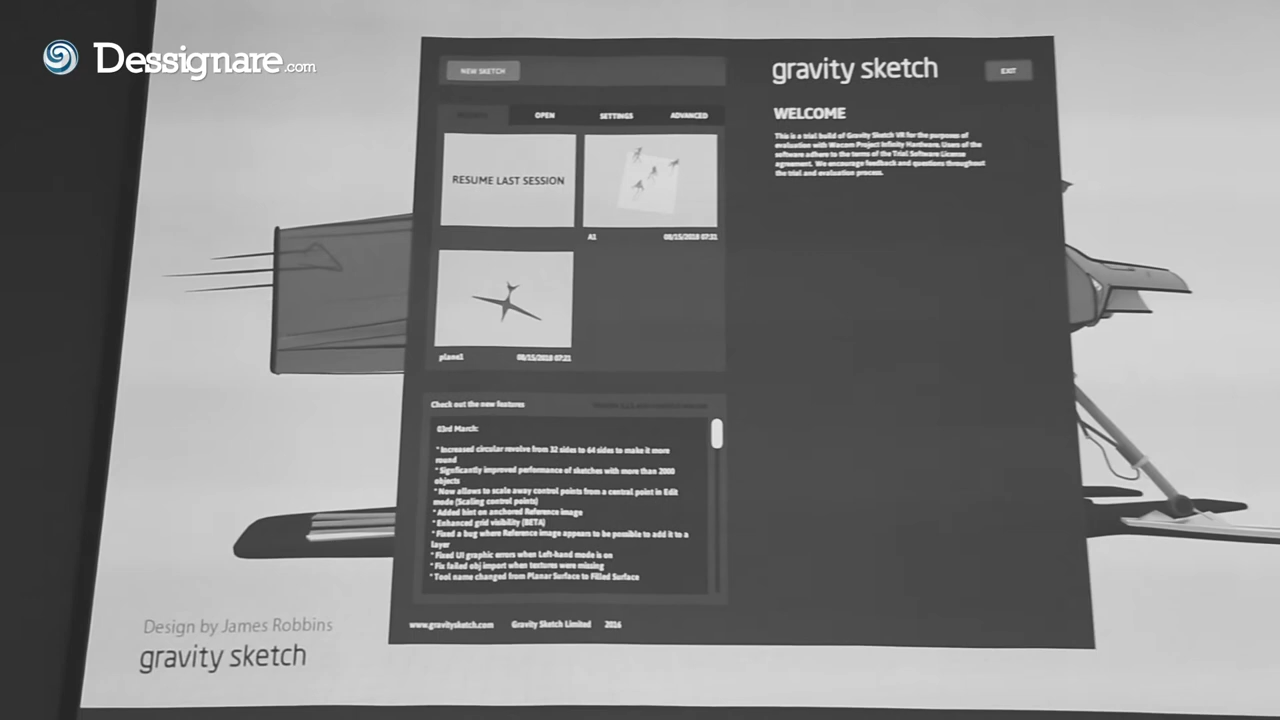 Dessignare.com
NEW SKETCH
gravity sketch
EXIT
OPEN
SETTINGS
ADVANCED
WELCOME
This is a trial build of Gravity Sketch VR for the purposes of
evaluation with Wacom Project Infinity Hardware. Users of the
software adhere to the terms of the Trial Software License
agreement. We encourage feedback and questions throughout
the trial and evaluation process.
RESUME LAST SESSION
A1
08/15/2018 07:31
plane1
08/15/2018 07:21
Check out the new features
03rd March:
* Increased circular revolve from 32 sides to 64 sides to make it more
round
* Significantly improved performance of sketches with more than 2000
objects
* Now allows to scale away control points from a central point in Edit
mode (Scaling control points)
* Added hint on anchored Reference image
* Enhanced grid visibility (BETA)
* Fixed a bug where Reference image appears to be possible to add it to a
layer
* Fixed UI graphic errors when Left-hand mode is on
* Fix failed obj import when textures were missing
* Tool name changed from Planar Surface to Filled Surface
www.gravitysketch.com
Gravity Sketch Limited
2016
Design by James Robbins
gravity sketch